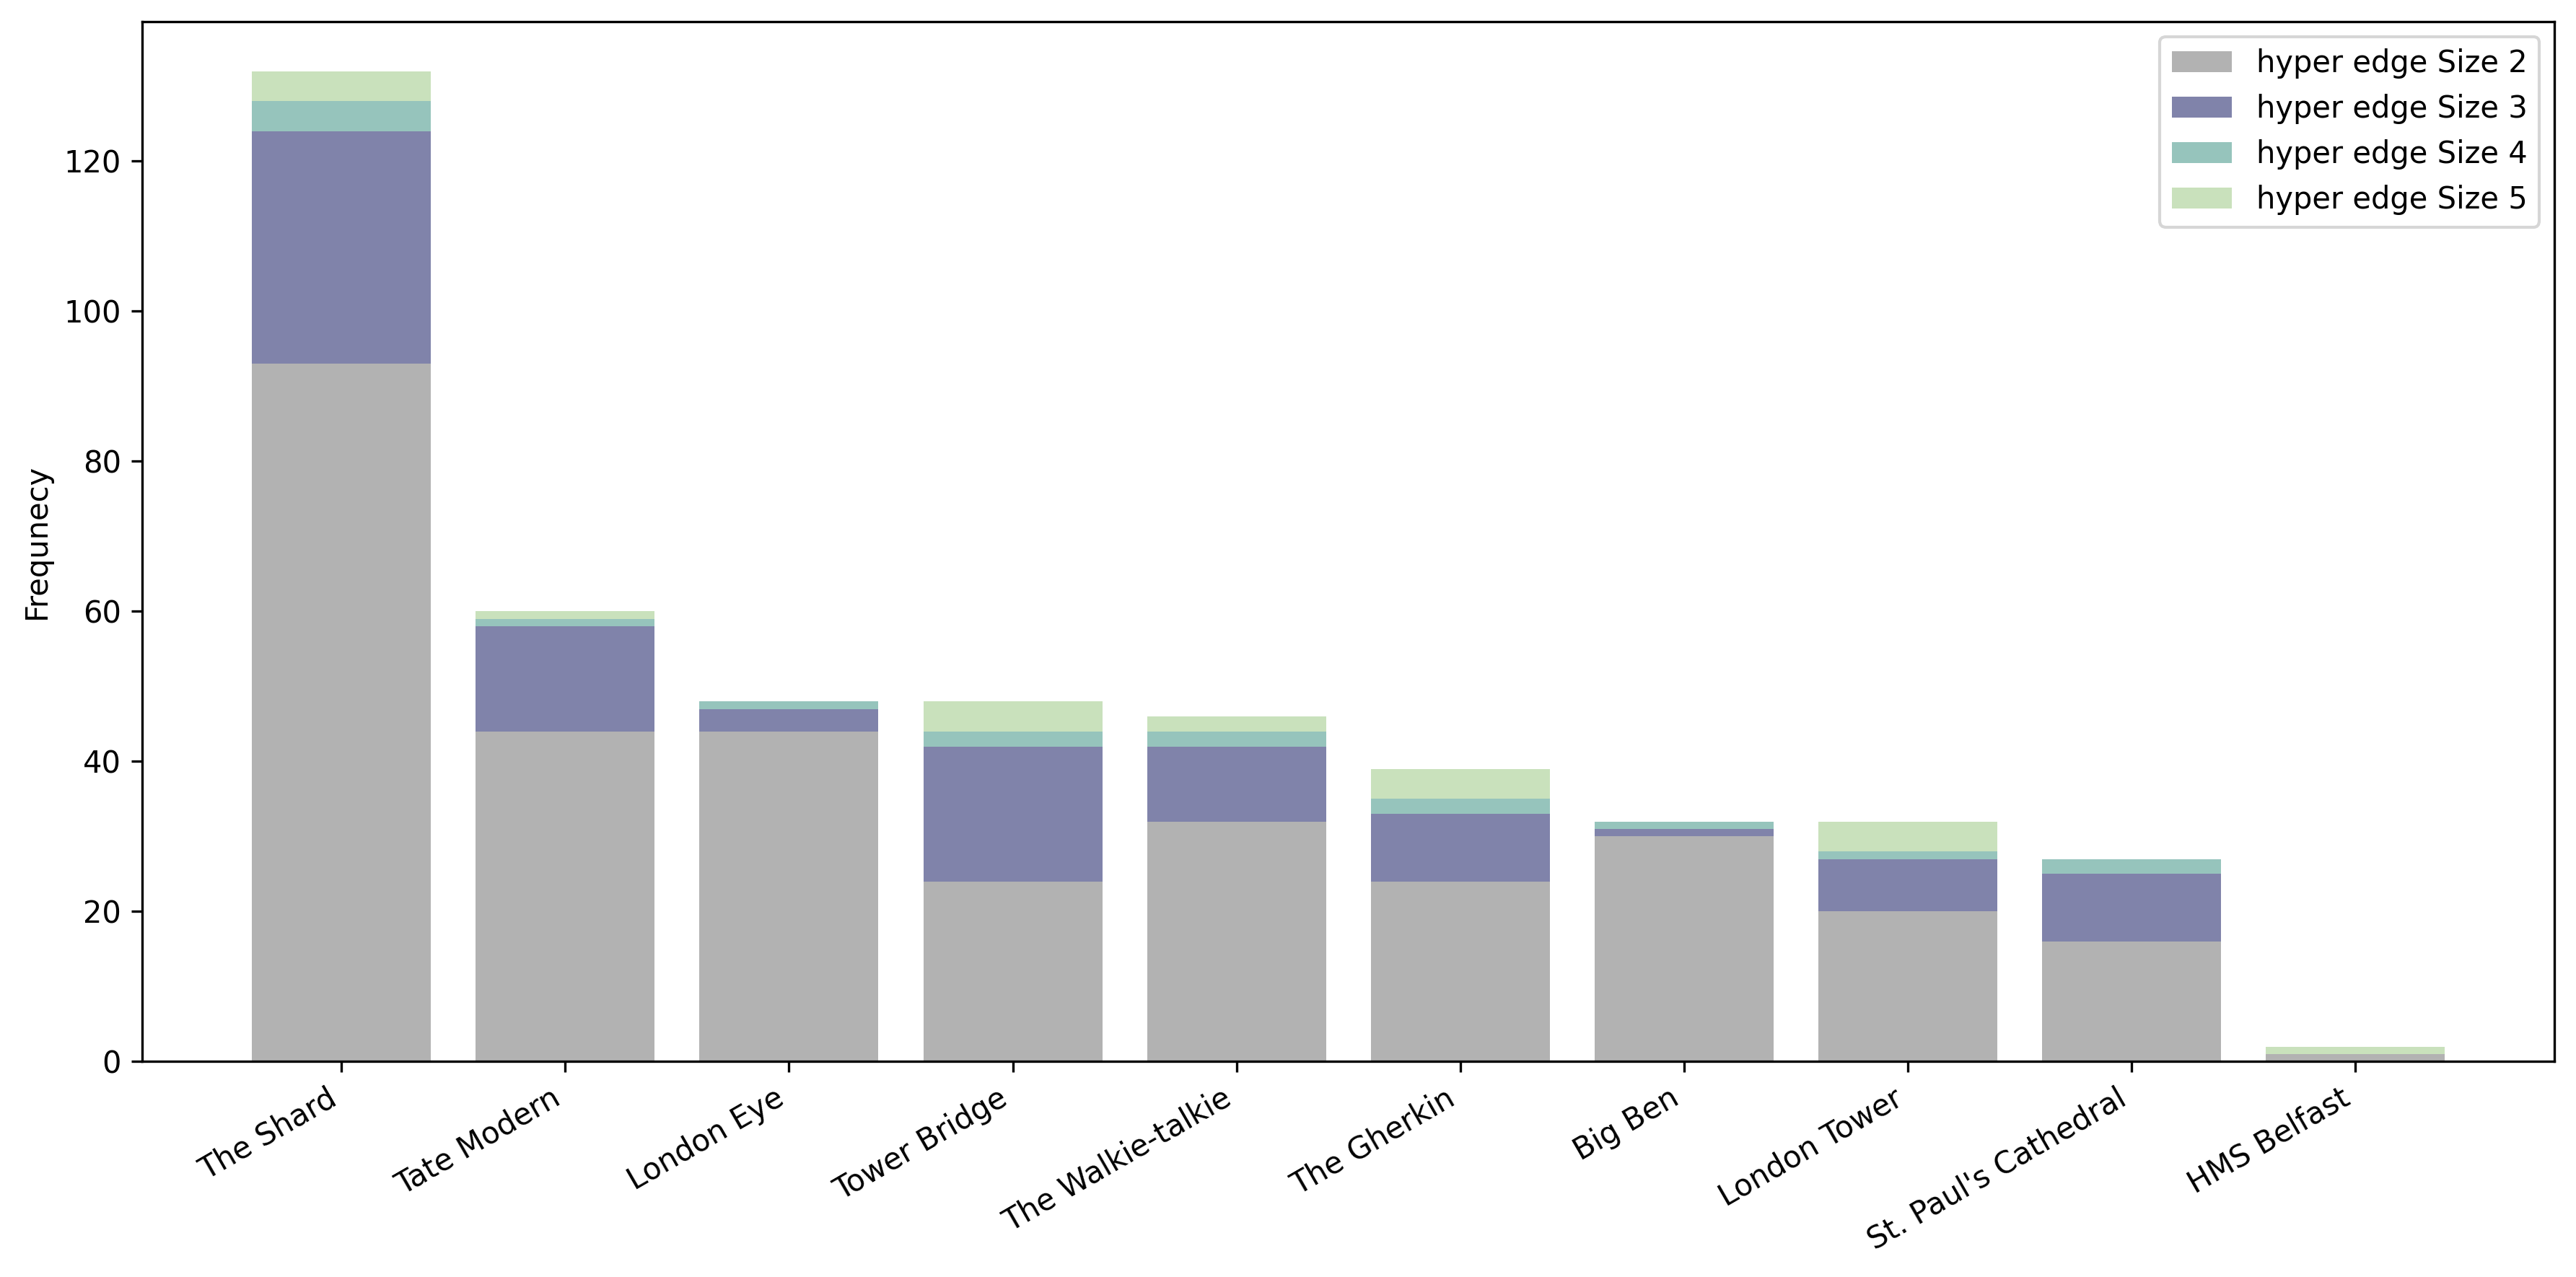 hyper edge Size 2
hyper edge Size 3
hyper edge Size 4
hyper edge Size 5
Frequnecy
120
100
80
60
40
20
0
The Shard
Tate Modern
London Eye
Tower Bridge
The Walkie-talkie
The Gherkin
Big Ben
London Tower
St. Paul's Cathedral
HMS Belfast